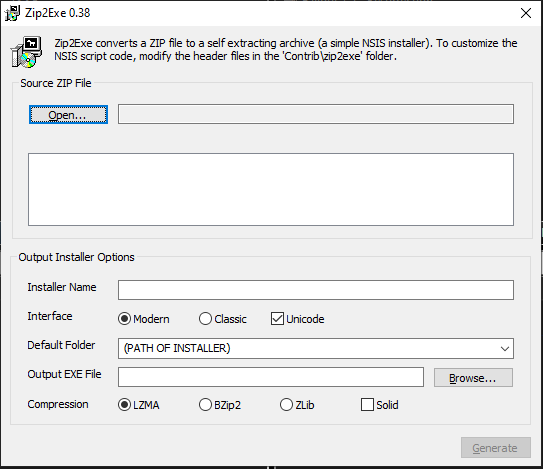 Zip2Exe 0.38
Zip2Exe converts a ZIP file to a self extracting archive (a simple NSIS installer). To customize the
NSIS script code, modify the header files in the 'Contrib\zip2exe' folder.
Source ZIP File
Open...
Output Installer Options
Installer Name
Interface Modern Classic Unicode
Default Folder (PATH OF INSTALLER)
Output EXE File Browse...
Compression LZMA BZip2 ZLib Solid
Generate